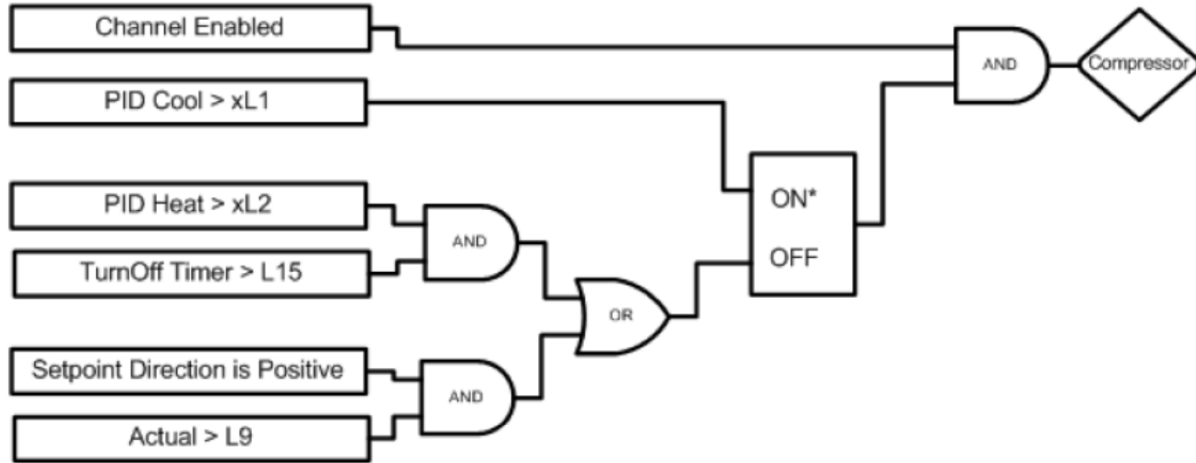 Channel Enabled
AND
Compressor
PID Cool > xL1
ON*
PID Heat > xL2
AND
OFF
TurnOff Timer > L15
OR
Setpoint Direction is Positive
AND
Actual > L9